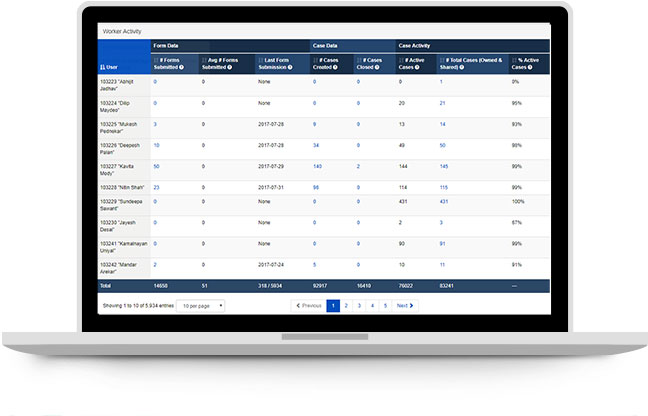 Worker Activity
Form Data Case Data Case Activity
User # Forms Submitted Avg # Forms Submitted Last Form Submission # Cases Created # Cases Closed # Active Cases # Total Cases (Owned & Shared) % Active Cases
103223 "Abhijit Jadhav" 0 0 None 0 0 0 1 0%
103224 "Dilip Maydeo" 0 0 None 0 0 20 21 95%
103225 "Mukesh Pednekar" 3 0 2017-07-28 13 14 93%
103226 "Deepesh Palan" 10 0 2017-07-28 34 0 49 50 98%
103227 "Kavita Mody" 50 0 2017-07-29 140 2 144 145 99%
103228 "Nitin Shah" 23 0 2017-07-31 0 114 115 99%
103229 "Sundeepa Sawant" 0 0 None 0 0 431 431 100%
103230 "Jayesh Desai" 0 0 None 0 0 2 3 67%
103241 "Kamalnayan Uniyal" 0 0 None 0 0 90 91 99%
103242 "Mandar Arekar" 2 0 2017-07-24 5 0 10 11 91%
Total 14658 51 318 / 5934 92917 16410 76022 83241 —
Showing 1 to 10 of 5,934 entries 10 per page Previous 1 2 3 4 5 Next